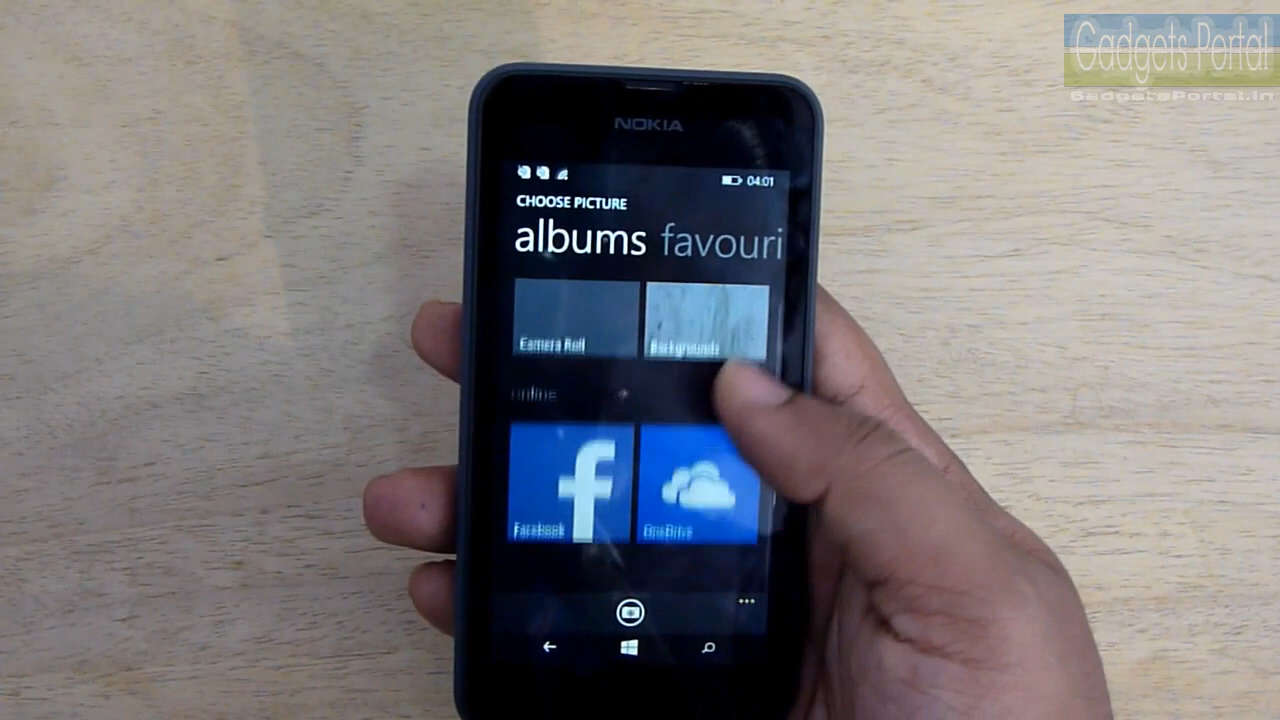 Gadgets Portal
GadgetsPortal.in
NOKIA
04:01
CHOOSE PICTURE
albums favouri
Camera Roll
Backgrounds
online
f
Facebook
OneDrive